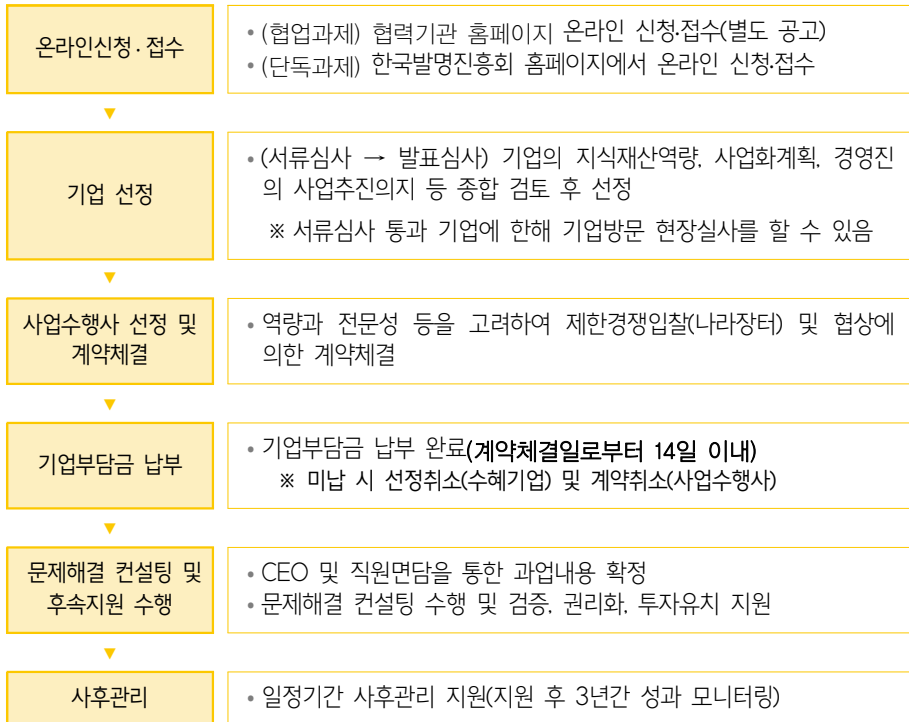 온라인신청·접수
• (협업과제) 협력기관 홈페이지 온라인 신청·접수(별도 공고)
• (단독과제) 한국발명진흥회 홈페이지에서 온라인 신청·접수
▼
기업 선정
• (서류심사 → 발표심사) 기업의 지식재산역량, 사업화계획, 경영진
의 사업추진의지 등 종합 검토 후 선정
※ 서류심사 통과 기업에 한해 기업방문 현장실사를 할 수 있음
▼
사업수행사 선정 및
계약체결
• 역량과 전문성 등을 고려하여 제한경쟁입찰(나라장터) 및 협상에
의한 계약체결
▼
기업부담금 납부
• 기업부담금 납부 완료(계약체결일로부터 14일 이내)
※ 미납 시 선정취소(수혜기업) 및 계약취소(사업수행사)
▼
문제해결 컨설팅 및
후속지원 수행
• CEO 및 직원면담을 통한 과업내용 확정
• 문제해결 컨설팅 수행 및 검증, 권리화, 투자유치 지원
▼
사후관리
• 일정기간 사후관리 지원(지원 후 3년간 성과 모니터링)